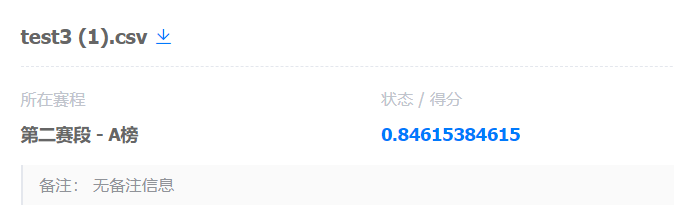 test3 (1).csv
所在赛程
状态 / 得分
第二赛段 - A榜
0.84615384615
备注： 无备注信息